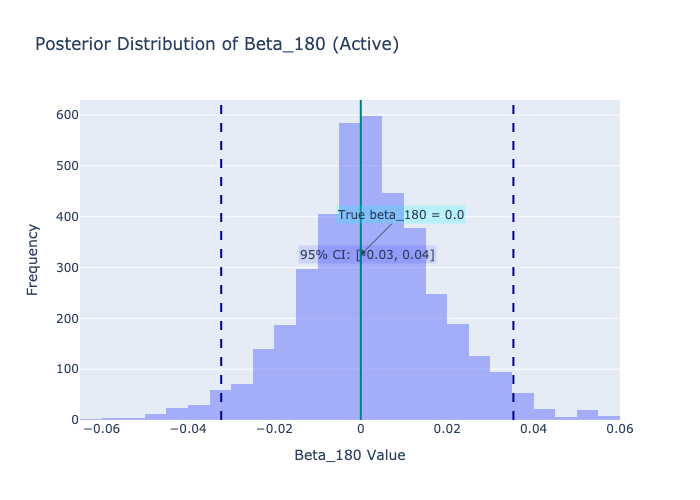 Posterior Distribution of Beta_180 (Active)
600
500
400
300
200
100
0
Frequency
True beta_180 = 0.0
95% CI: [-0.03, 0.04]
−0.06
−0.04
−0.02
0
0.02
0.04
0.06
Beta_180 Value